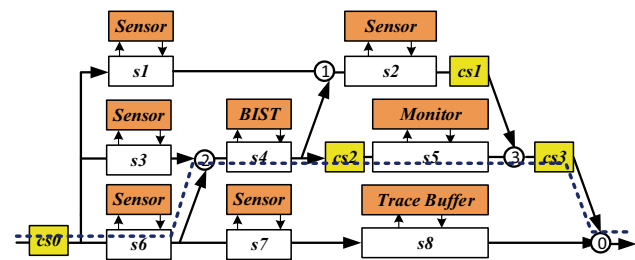 Sensor
Sensor
s1
1
s2
cs1
Sensor
BIST
Monitor
s3
2
s4
cs2
s5
3
cs3
Sensor
Sensor
Trace Buffer
cs0
s6
s7
s8
0